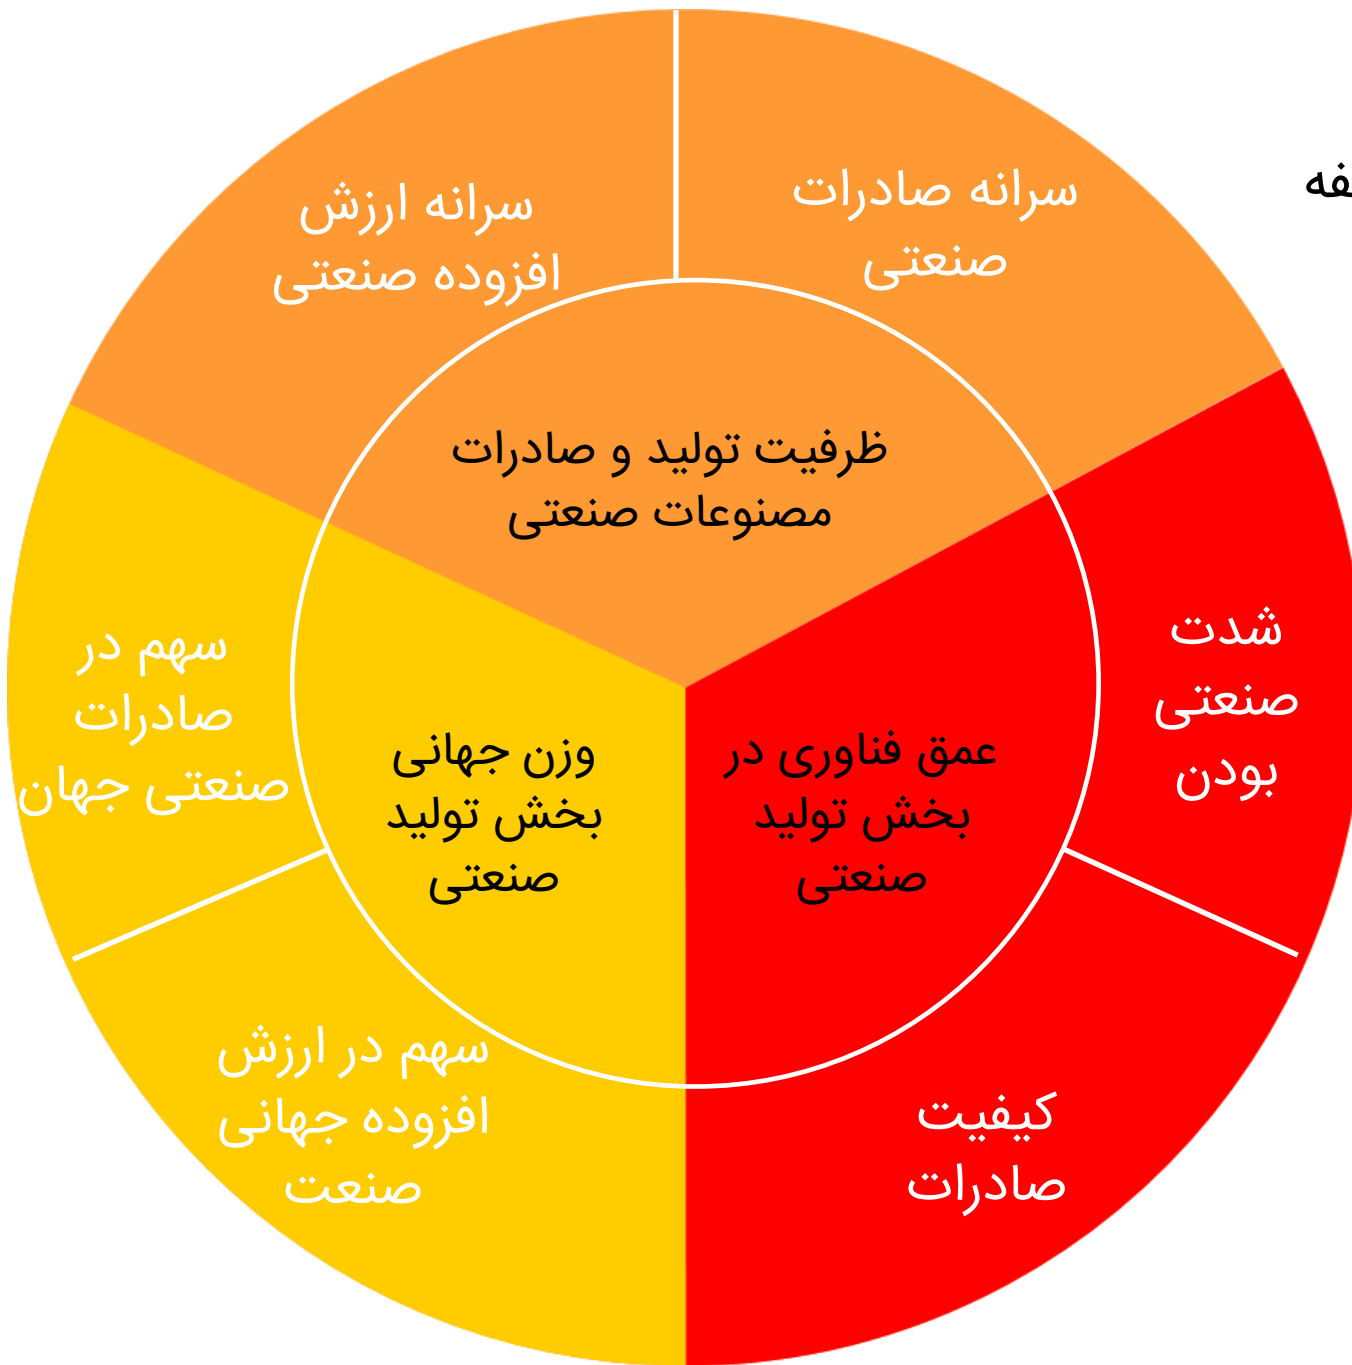 سرانه صادرات
صنعتی
سرانه ارزش
افزوده صنعتی
ظرفیت تولید و صادرات
مصنوعات صنعتی
شدت
صنعتی
بودن
سهم در
صادرات
صنعتی جهان
عمق فناوری در
بخش تولید
صنعتی
وزن جهانی
بخش تولید
صنعتی
کیفیت
صادرات
سهم در ارزش
افزوده جهانی
صنعت